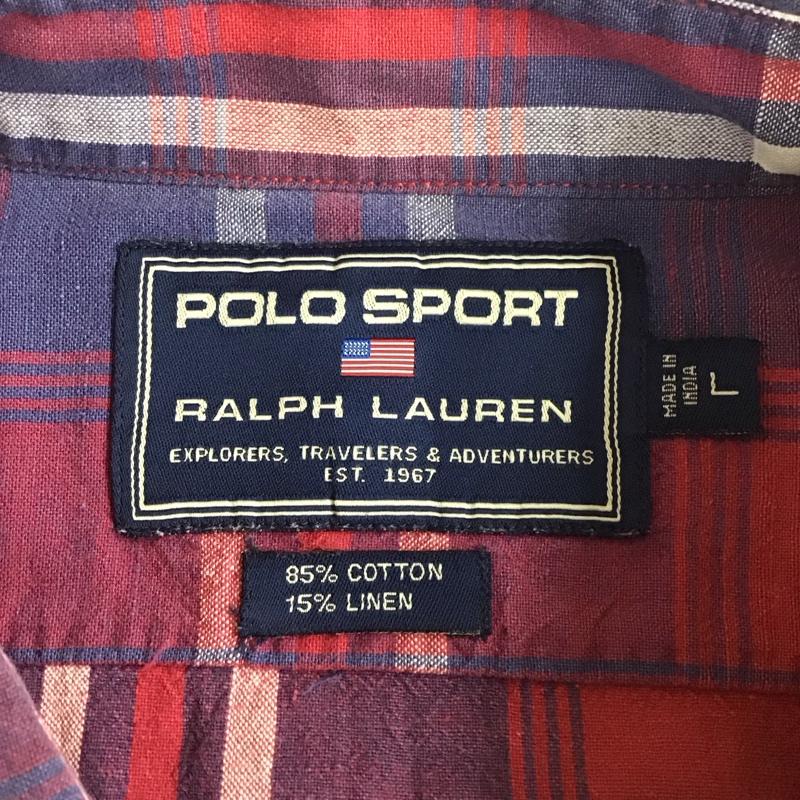 POLO SPORT
RALPH LAUREN
EXPLORERS, TRAVELERS & ADVENTURERS
EST. 1967
MADE IN
INDIA
L
85% COTTON
15% LINEN